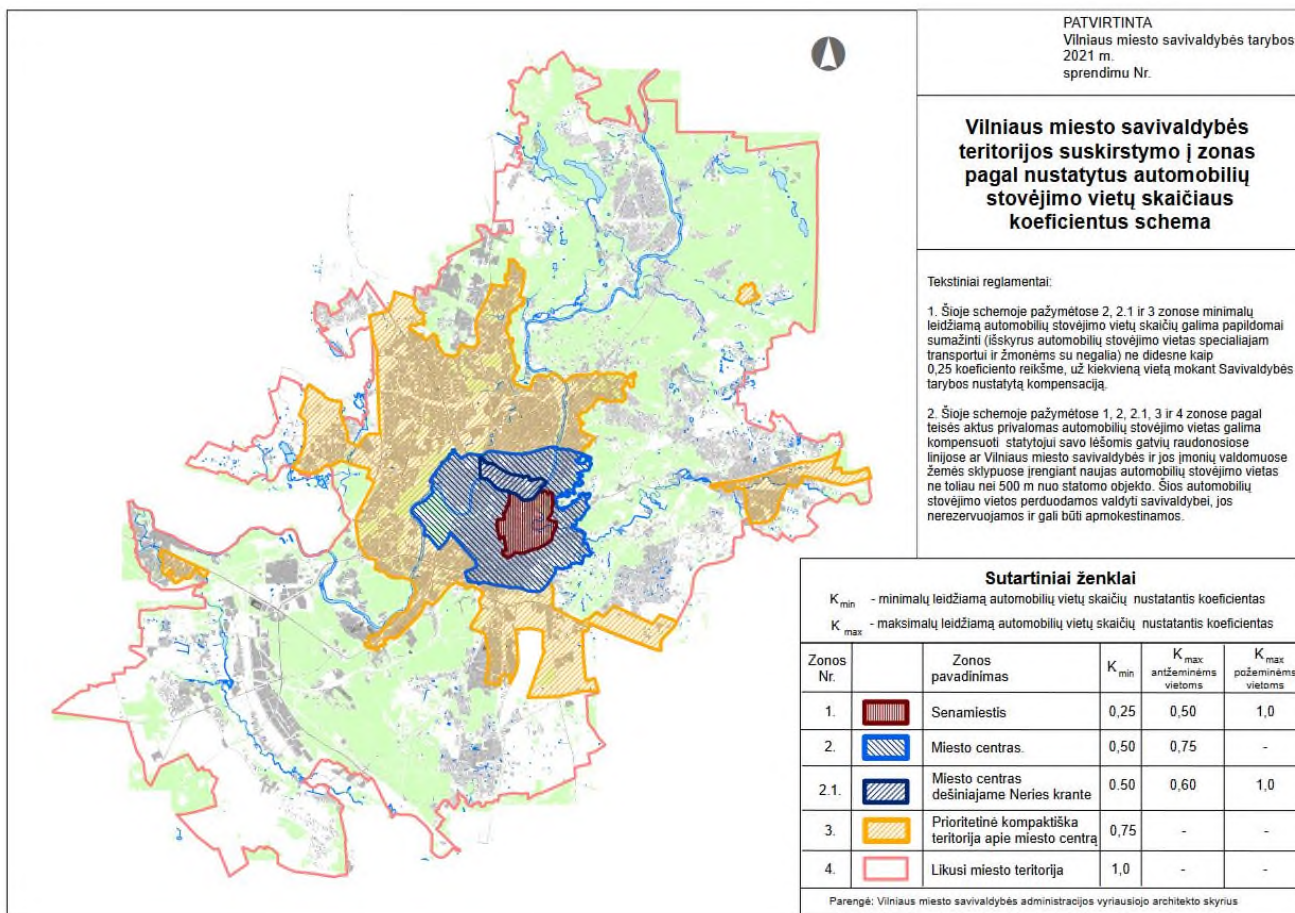 PATVIRTINTA
Vilniaus miesto savivaldybės tarybos
2021 m.
sprendimu Nr.
Vilniaus miesto savivaldybės
teritorijos suskirstymo į zonas
pagal nustatytus automobilių
stovėjimo vietų skaičiaus
koeficientus schema
Tekstiniai reglamentai:
1. Šioje schemoje pažymėtose 2, 2.1 ir 3 zonose minimalų
leidžiamą automobilių stovėjimo vietų skaičių galima papildomai
sumažinti (išskyrus automobilių stovėjimo vietas specialiajam
transportui ir žmonėms su negalia) ne didesne kaip
0,25 koeficiento reikšme, už kiekvieną vietą mokant Savivaldybės
tarybos nustatytą kompensaciją.
2. Šioje schemoje pažymėtose 1, 2, 2.1, 3 ir 4 zonose pagal
teisės aktus privalomas automobilių stovėjimo vietas galima
kompensuoti statytojui savo lėšomis gatvių raudonosiose
linijose ar Vilniaus miesto savivaldybė ir jos įmonių valdomuose
žemės sklypuose įrengiant naujas automobilių stovėjimo vietas
ne toliau nei 500 m nuo statomo objekto. Šios automobilių
stovėjimo vietos perduodamos valdyti savivaldybei, jos
nerezervuojamos ir gali būti apmokestinamos.
Sutartiniai ženklai
K min - minimalų leidžiamą automobilių vietų skaičių nustatantis koeficientas
K max - maksimalų leidžiamą automobilių vietų skaičių nustatantis koeficientas
Zonos Nr. Zonos pavadinimas K min K max antžeminėms vietoms K max požeminėms vietoms
1. Senamiestis 0,25 0,50 1,0
2. Miesto centras. 0,50 0,75 -
2.1. Miesto centras dešiniajame Neries krante 0.50 0,60 1,0
3. Prioritetinė kompaktiška teritorija apie miesto centrą 0,75 - -
4. Likusi miesto teritorija 1,0 - -
Parengė: Vilniaus miesto savivaldybės administracijos vyriausiojo architekto skyrius